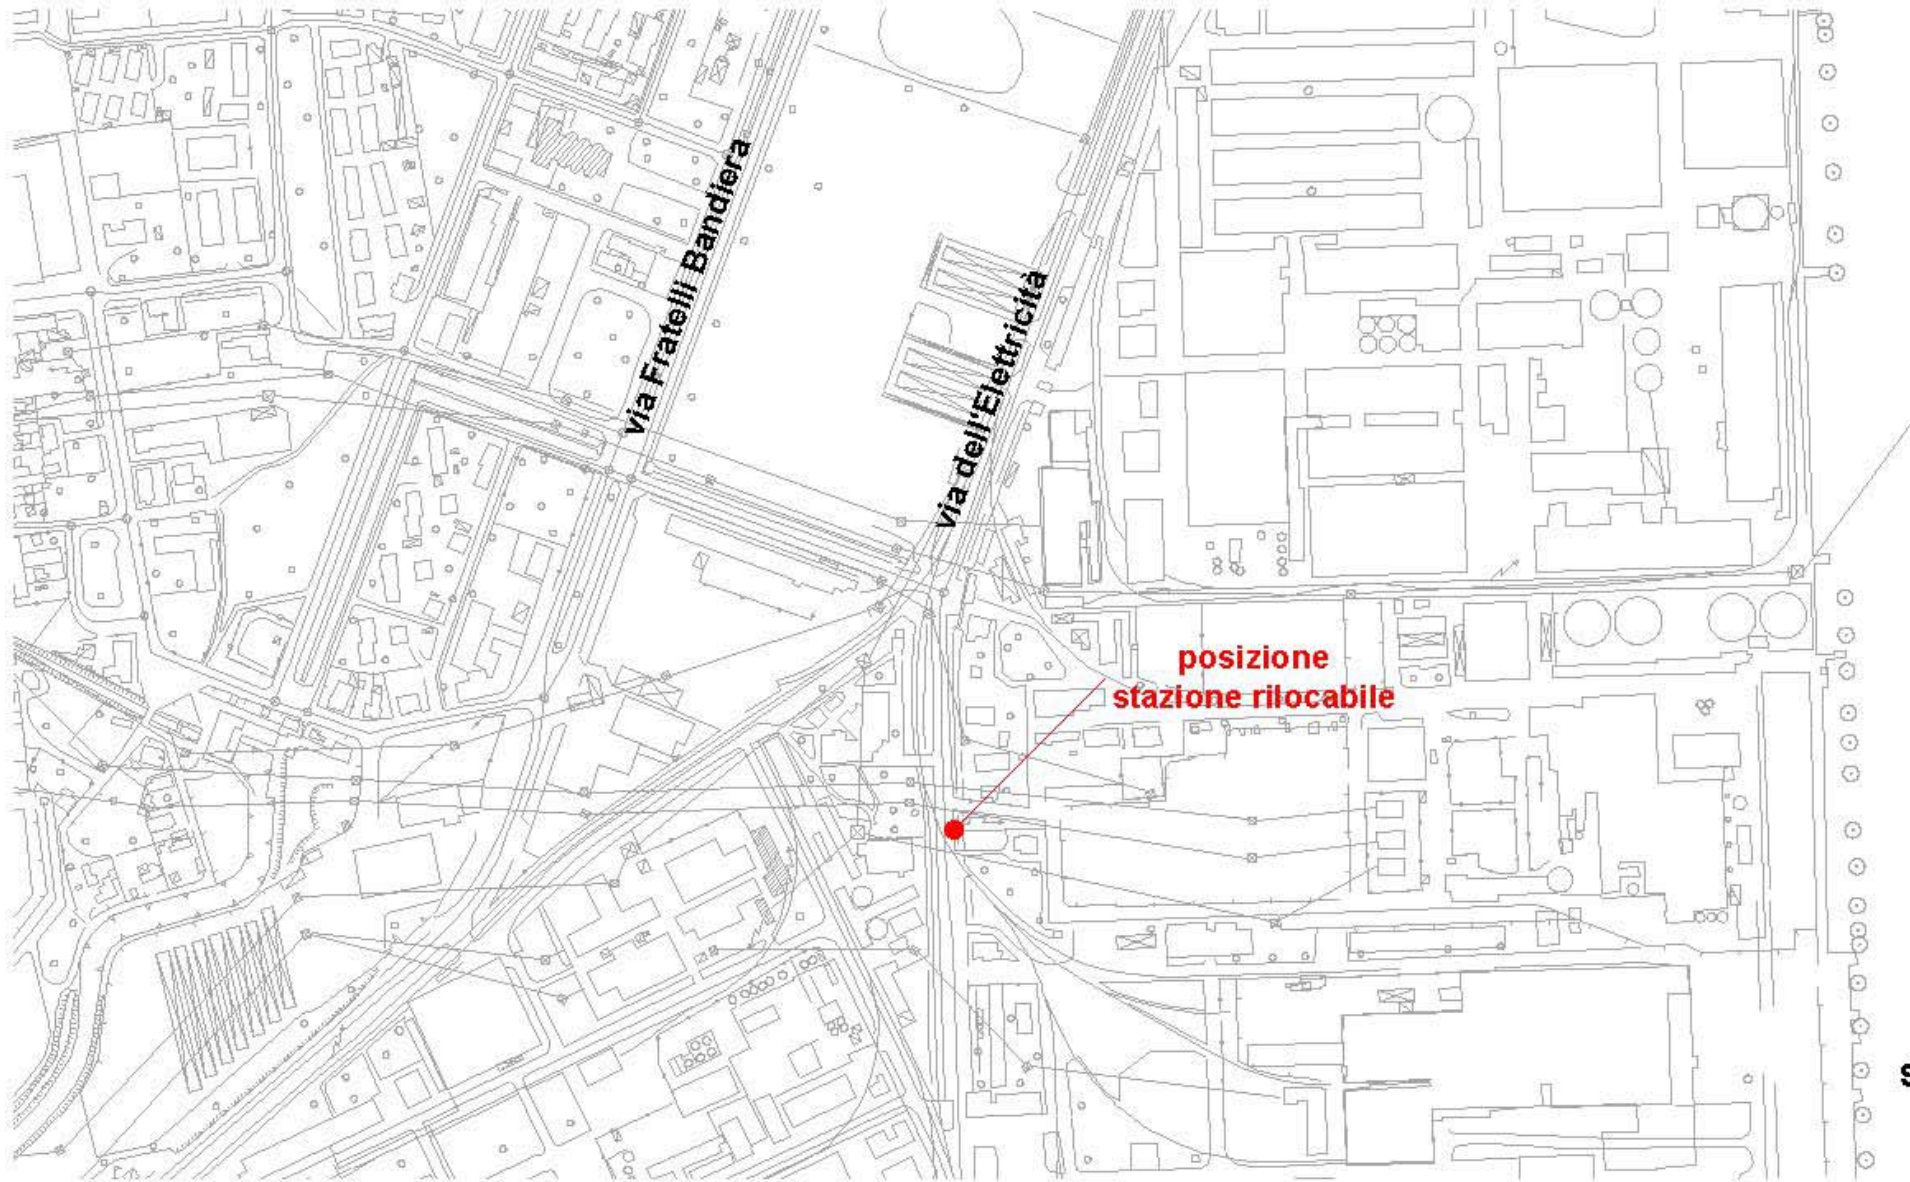 via Fratelli Bandiera
via dell'Elettricità
posizione
stazione rilocabile